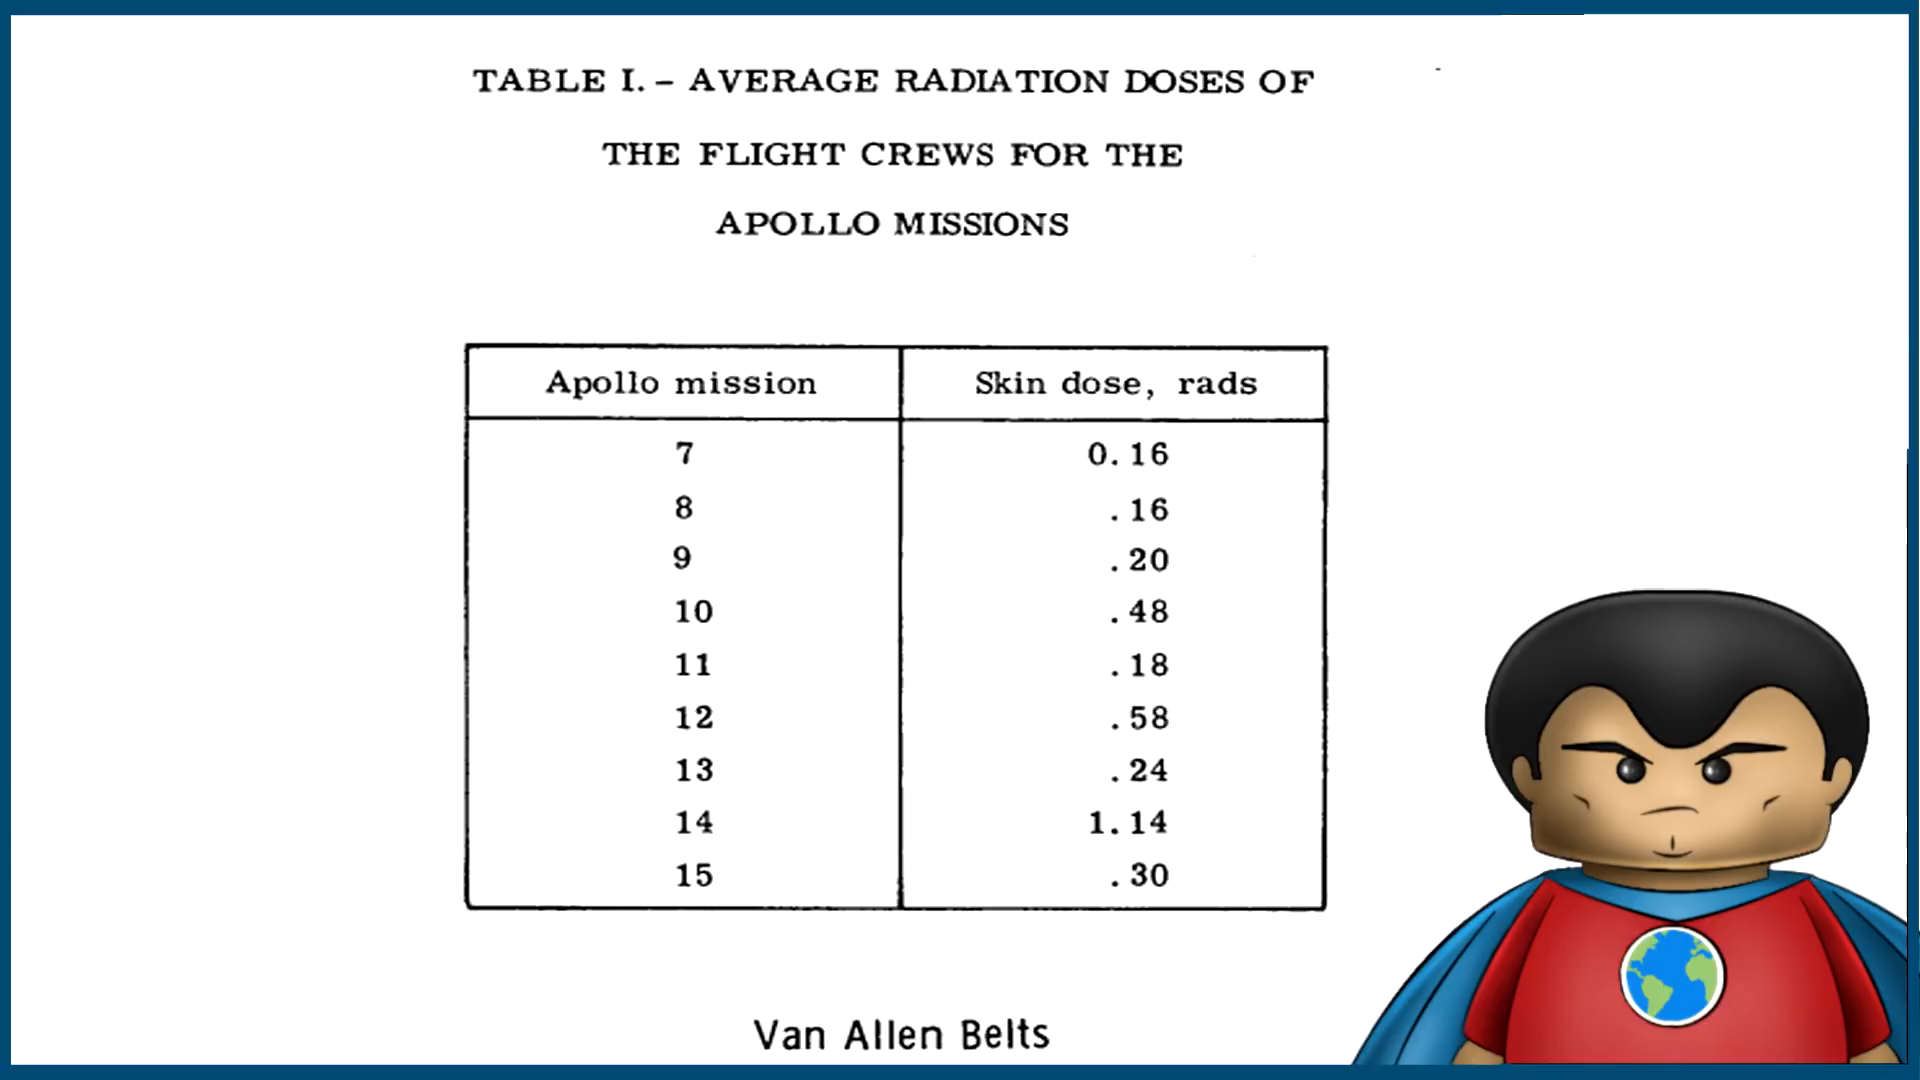 TABLE I. – AVERAGE RADIATION DOSES OF
THE FLIGHT CREWS FOR THE
APOLLO MISSIONS
Apollo mission Skin dose, rads
7 0.16
8 .16
9 .20
10 .48
11 .18
12 .58
13 .24
14 1.14
15 .30
Van Allen Belts